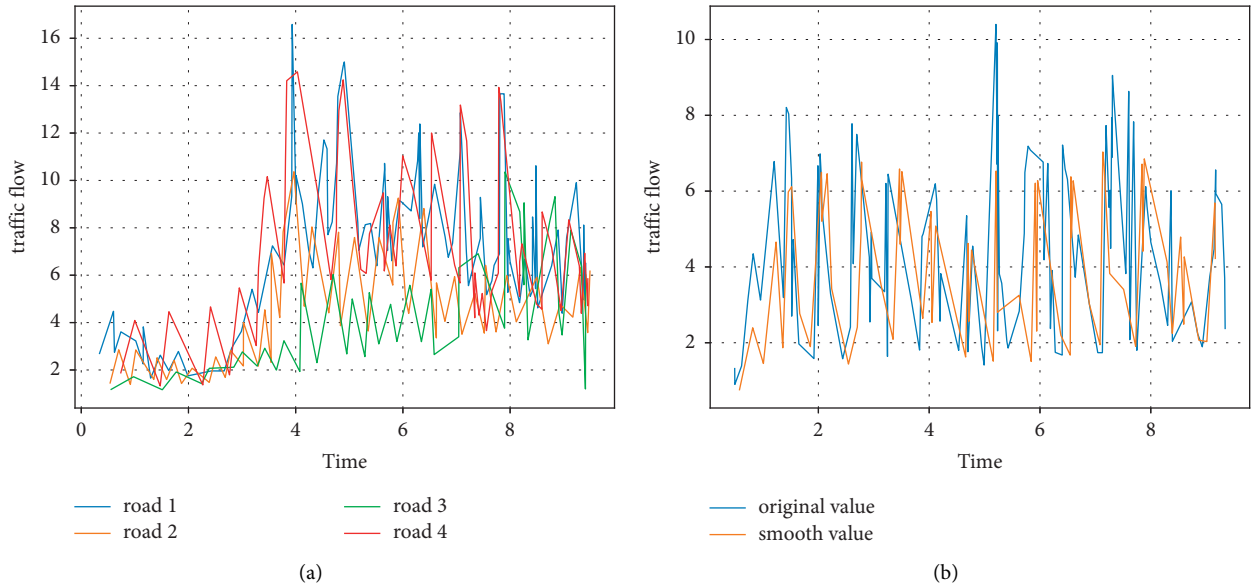 16
14
12
10
8
6
4
2
traffic flow
0 2 4 6 8
Time
road 1 road 3
road 2 road 4
(a)
10
8
6
4
2
traffic flow
2 4 6 8
Time
original value
smooth value
(b)